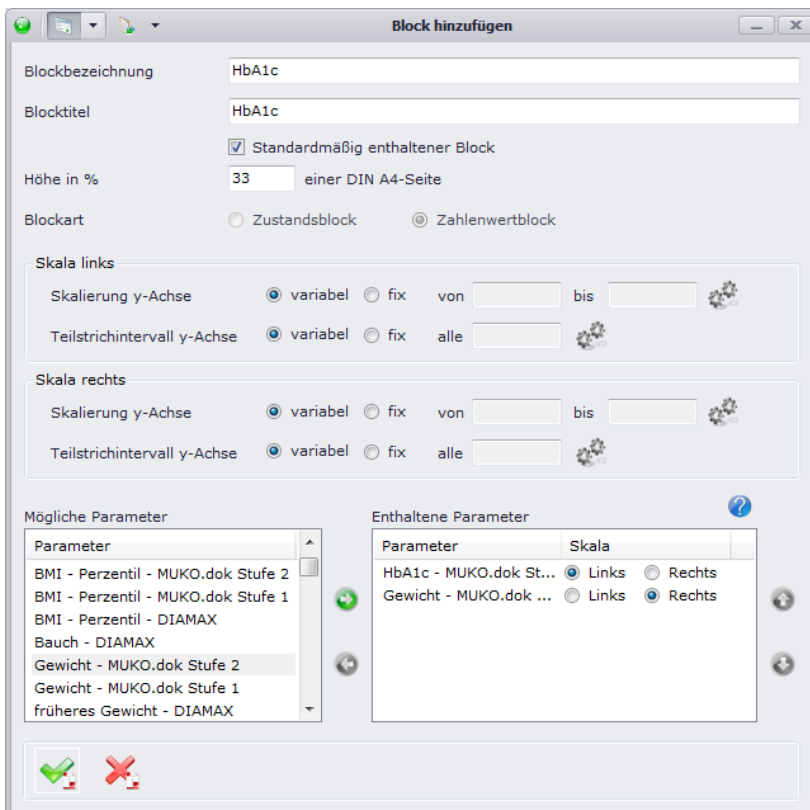 Block hinzufügen
Blockbezeichnung HbA1c
Blocktitel HbA1c
Standardmäßig enthaltener Block
Höhe in % 33 einer DIN A4-Seite
Blockart Zustandsblock Zahlenwertblock
Skala links
Skalierung y-Achse variabel fix von bis
Teilstrichintervall y-Achse variabel fix alle
Skala rechts
Skalierung y-Achse variabel fix von bis
Teilstrichintervall y-Achse variabel fix alle
Mögliche Parameter
Parameter
BMI - Perzentil - MUKO.dok Stufe 2
BMI - Perzentil - MUKO.dok Stufe 1
BMI - Perzentil - DIAMAX
Bauch - DIAMAX
Gewicht - MUKO.dok Stufe 2
Gewicht - MUKO.dok Stufe 1
früheres Gewicht - DIAMAX
Enthaltene Parameter
Parameter Skala
HbA1c - MUKO.dok St... Links Rechts
Gewicht - MUKO.dok ... Links Rechts